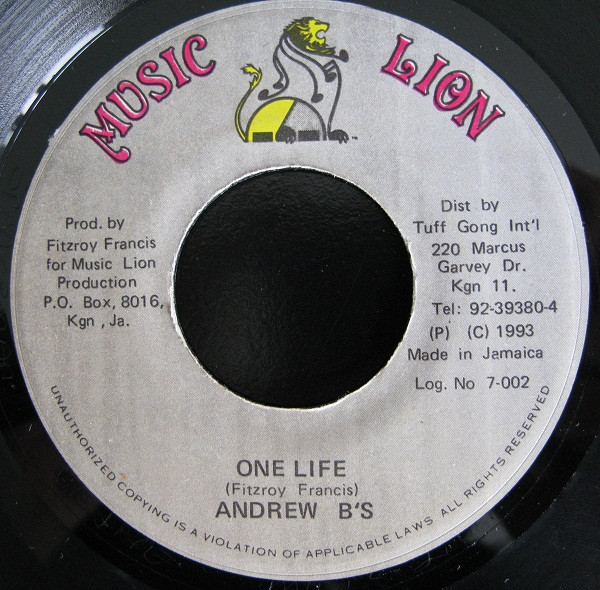 MUSIC LION
Prod. by
Fitzroy Francis
for Music Lion
Production
P.O. Box, 8016,
Kgn , Ja.
Dist by
Tuff Gong Int'l
220 Marcus
Garvey Dr.
Kgn 11.
Tel: 92-39380-4
(P) (C) 1993
Made in Jamaica
Log. No 7-002
ONE LIFE
(Fitzroy Francis)
ANDREW B'S
UNAUTHORIZED COPYING IS A VIOLATION OF APPLICABLE LAWS ALL RIGHTS RESERVED